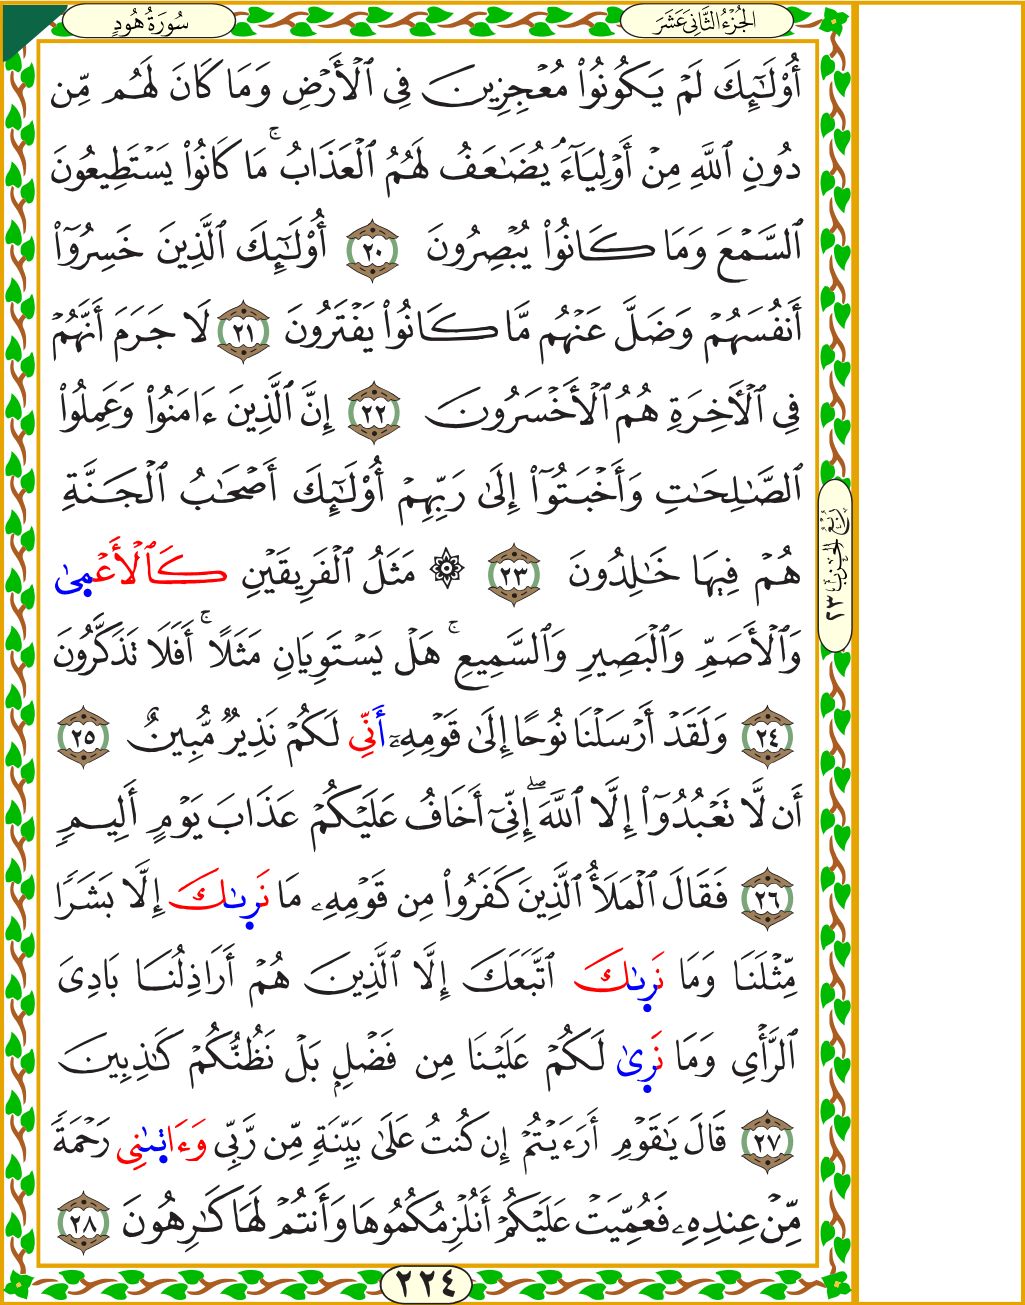 سُورَةُ هُودٍ
الجُزْءُ الثَّانِي عَشَرَ
أُوْلَٰٓئِكَ لَمۡ يَكُونُواْ مُعۡجِزِينَ فِي ٱلۡأَرۡضِ وَمَا كَانَ لَهُم مِّن
دُونِ ٱللَّهِ مِنۡ أَوۡلِيَآءَۘ يُضَٰعَفُ لَهُمُ ٱلۡعَذَابُۚ مَا كَانُواْ يَسۡتَطِيعُونَ
ٱلسَّمۡعَ وَمَا كَانُواْ يُبۡصِرُونَ ٢٠ أُوْلَٰٓئِكَ ٱلَّذِينَ خَسِرُوٓاْ
أَنفُسَهُمۡ وَضَلَّ عَنۡهُم مَّا كَانُواْ يَفۡتَرُونَ ٢١ لَا جَرَمَ أَنَّهُمۡ
فِي ٱلۡأٓخِرَةِ هُمُ ٱلۡأَخۡسَرُونَ ٢٢ إِنَّ ٱلَّذِينَ ءَامَنُواْ وَعَمِلُواْ
ٱلصَّٰلِحَٰتِ وَأَخۡبَتُوٓاْ إِلَىٰ رَبِّهِمۡ أُوْلَٰٓئِكَ أَصۡحَٰبُ ٱلۡجَنَّةِ
هُمۡ فِيهَا خَٰلِدُونَ ٢٣ ۞ مَثَلُ ٱلۡفَرِيقَيۡنِ كَٱلۡأَعۡمٜىٰ
وَٱلۡأَصَمِّ وَٱلۡبَصِيرِ وَٱلسَّمِيعِۚ هَلۡ يَسۡتَوِيَانِ مَثَلًاۚ أَفَلَا تَذَكَّرُونَ
٢٤ وَلَقَدۡ أَرۡسَلۡنَا نُوحًا إِلَىٰ قَوۡمِهِۦٓ أَنِّي لَكُمۡ نَذِيرٞ مُّبِينٌ ٢٥
أَن لَّا تَعۡبُدُوٓاْ إِلَّا ٱللَّهَۖ إِنِّيٓ أَخَافُ عَلَيۡكُمۡ عَذَابَ يَوۡمٍ أَلِيمٖ
٢٦ فَقَالَ ٱلۡمَلَأُ ٱلَّذِينَ كَفَرُواْ مِن قَوۡمِهِۦ مَا نَرٜىٰكَ إِلَّا بَشَرٗا
مِّثۡلَنَا وَمَا نَرٜىٰكَ ٱتَّبَعَكَ إِلَّا ٱلَّذِينَ هُمۡ أَرَاذِلُنَا بَادِيَ
ٱلرَّأۡيِ وَمَا نَرٜىٰ لَكُمۡ عَلَيۡنَا مِن فَضۡلِۭ بَلۡ نَظُنُّكُمۡ كَٰذِبِينَ
٢٧ قَالَ يَٰقَوۡمِ أَرَءَيۡتُمۡ إِن كُنتُ عَلَىٰ بَيِّنَةٖ مِّن رَّبِّي وَءَاتٜىٰنِي رَحۡمَةٗ
مِّنۡ عِندِهِۦ فَعُمِّيَتۡ عَلَيۡكُمۡ أَنُلۡزِمُكُمُوهَا وَأَنتُمۡ لَهَا كَٰرِهُونَ ٢٨
رُبْعُ الحِزْبِ ٢٣
٢٢٤